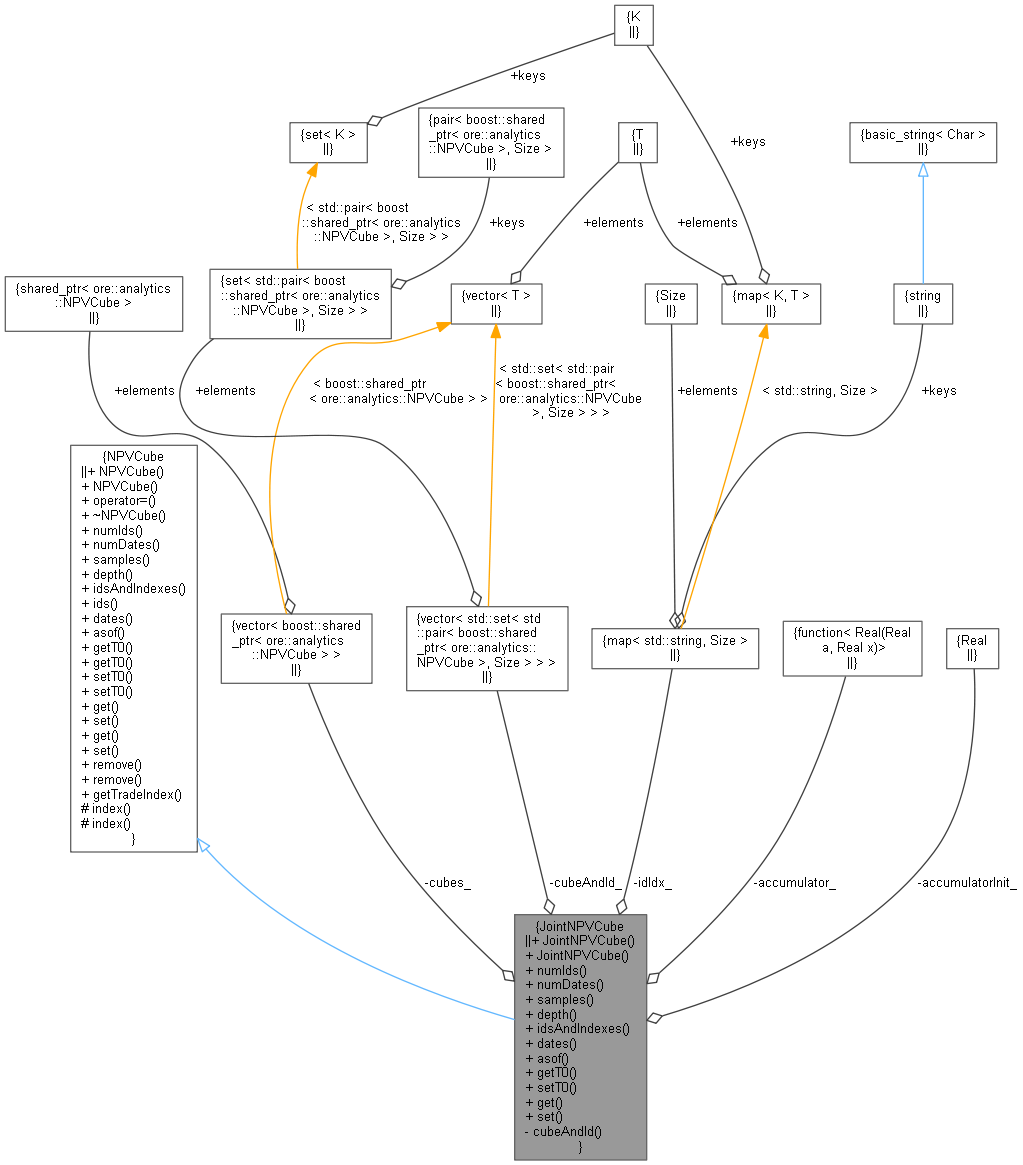 {K
||}
+keys
{set< K >
||}
{pair< boost::shared
_ptr< ore::analytics
::NPVCube >, Size >
||}
{T
||}
+keys
{basic_string< Char >
||}
< std::pair< boost
::shared_ptr< ore::analytics
::NPVCube >, Size > >
+keys
+elements
+elements
{shared_ptr< ore::analytics
::NPVCube >
||}
{set< std::pair< boost
::shared_ptr< ore::analytics
::NPVCube >, Size > >
||}
{vector< T >
||}
{Size
||}
{map< K, T >
||}
{string
||}
+elements
+elements
< boost::shared_ptr
< ore::analytics::NPVCube > >
< std::set< std::pair
< boost::shared_ptr<
ore::analytics::NPVCube
>, Size > > >
+elements
< std::string, Size >
+keys
{NPVCube
||+ NPVCube()
+ NPVCube()
+ operator=()
+ ~NPVCube()
+ numIds()
+ numDates()
+ samples()
+ depth()
+ idsAndIndexes()
+ ids()
+ dates()
+ asof()
+ getT0()
+ getT0()
+ setT0()
+ setT0()
+ get()
+ set()
+ get()
+ set()
+ remove()
+ remove()
+ getTradeIndex()
# index()
# index()
}
{vector< boost::shared
_ptr< ore::analytics
::NPVCube > >
||}
{vector< std::set< std
::pair< boost::shared
_ptr< ore::analytics::
NPVCube >, Size > > >
||}
{map< std::string, Size >
||}
{function< Real(Real
a, Real x)>
||}
{Real
||}
-cubes_
-cubeAndId_
-idIdx_
-accumulator_
-accumulatorInit_
{JointNPVCube
||+ JointNPVCube()
+ JointNPVCube()
+ numIds()
+ numDates()
+ samples()
+ depth()
+ idsAndIndexes()
+ dates()
+ asof()
+ getT0()
+ setT0()
+ get()
+ set()
- cubeAndId()
}